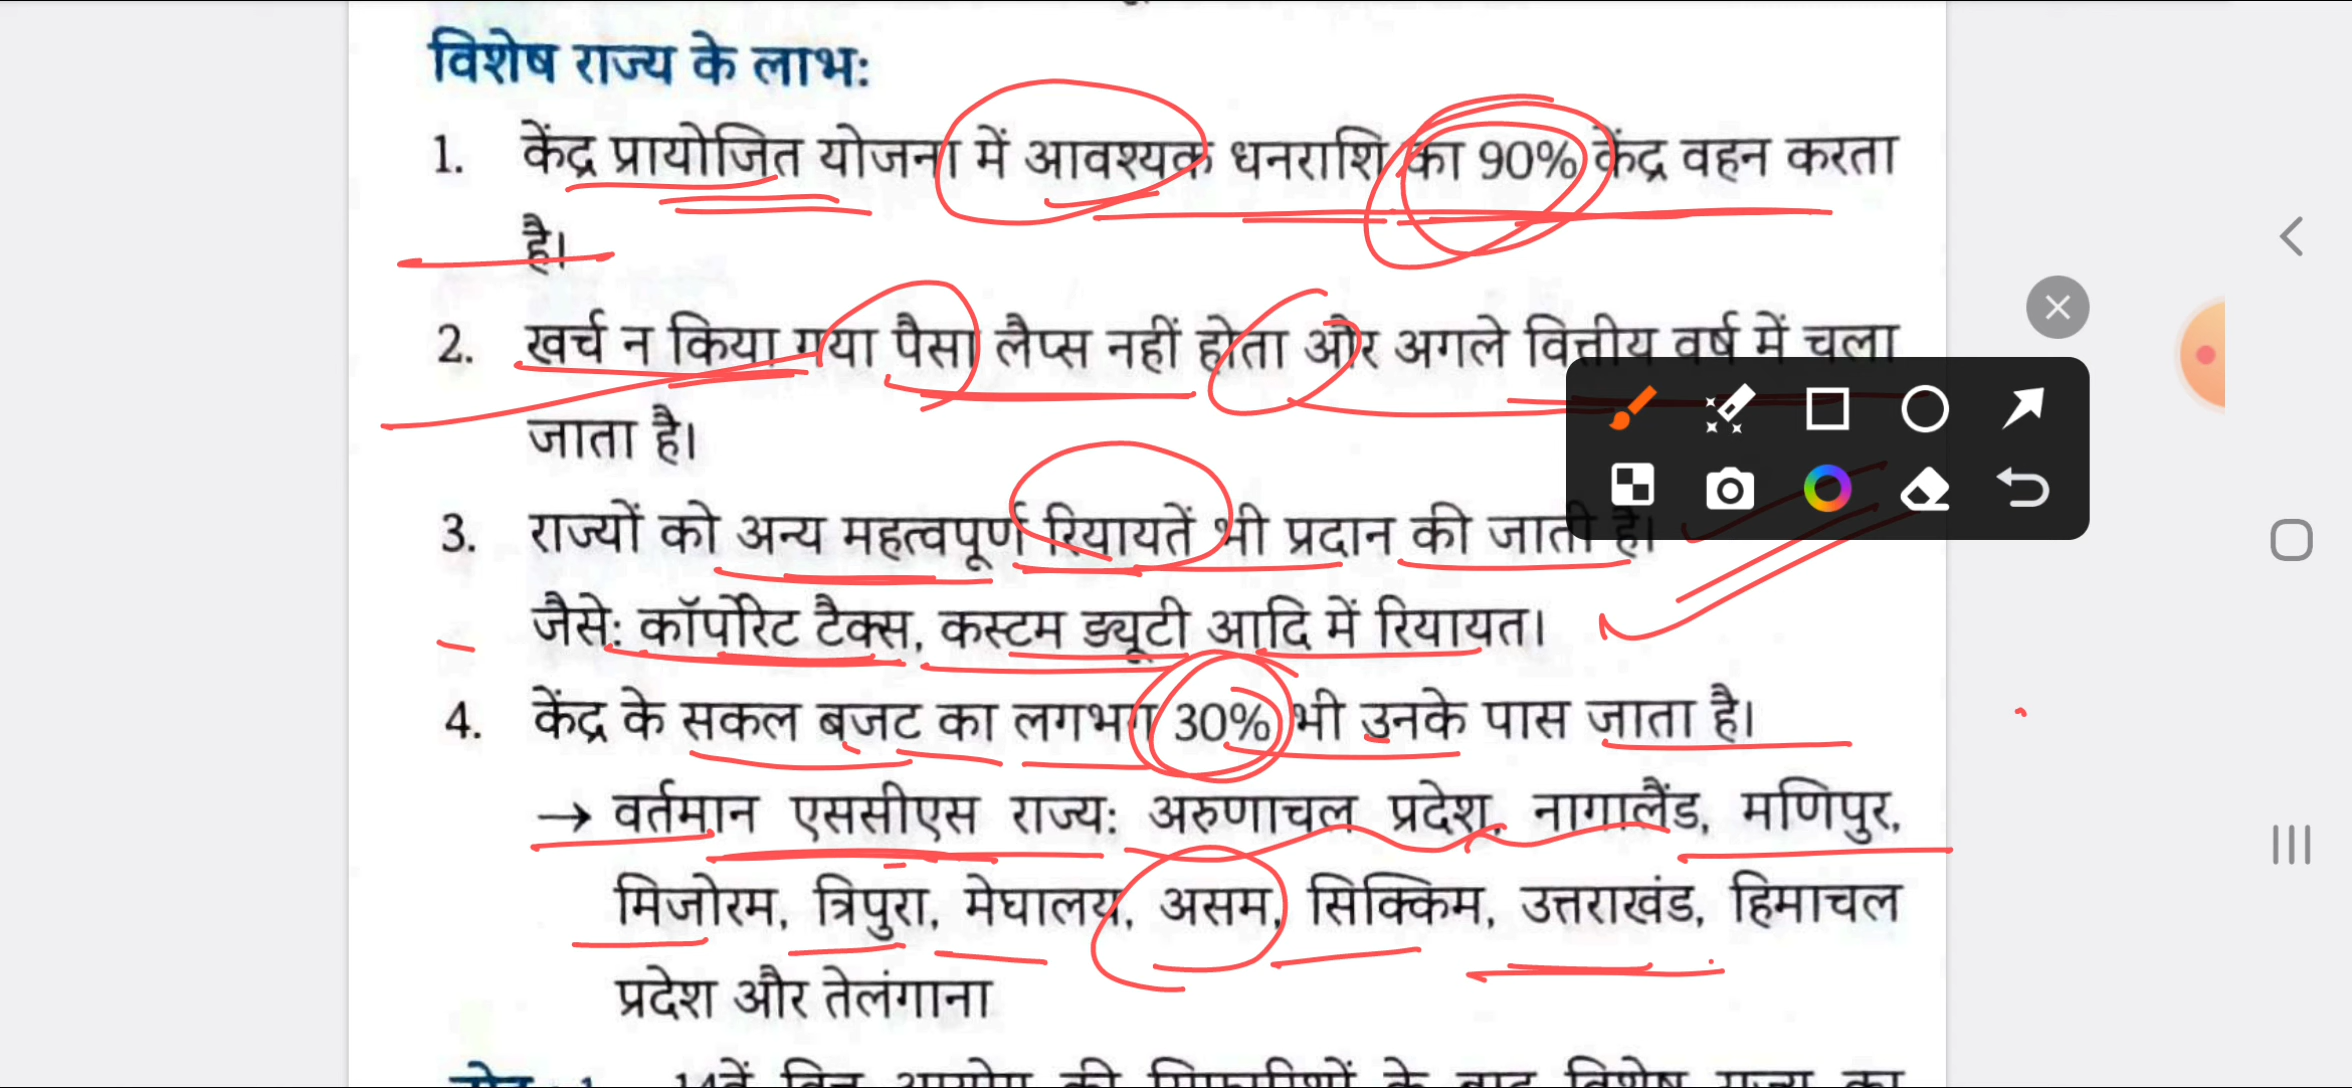 विशेष राज्य के लाभ:
1. केंद्र प्रायोजित योजना में आवश्यक धनराशि का 90% केंद्र वहन करता
है।
2. खर्च न किया गया पैसा लैप्स नहीं होता और अगले वित्तीय वर्ष में चला
जाता है।
3. राज्यों को अन्य महत्वपूर्ण रियायतें भी प्रदान की जाती है।
जैसे: कॉर्पोरेट टैक्स, कस्टम ड्यूटी आदि में रियायत।
4. केंद्र के सकल बजट का लगभग 30% भी उनके पास जाता है।
→ वर्तमान एससीएस राज्य: अरुणाचल प्रदेश, नागालैंड, मणिपुर,
मिजोरम, त्रिपुरा, मेघालय, असम, सिक्किम, उत्तराखंड, हिमाचल
प्रदेश और तेलंगाना